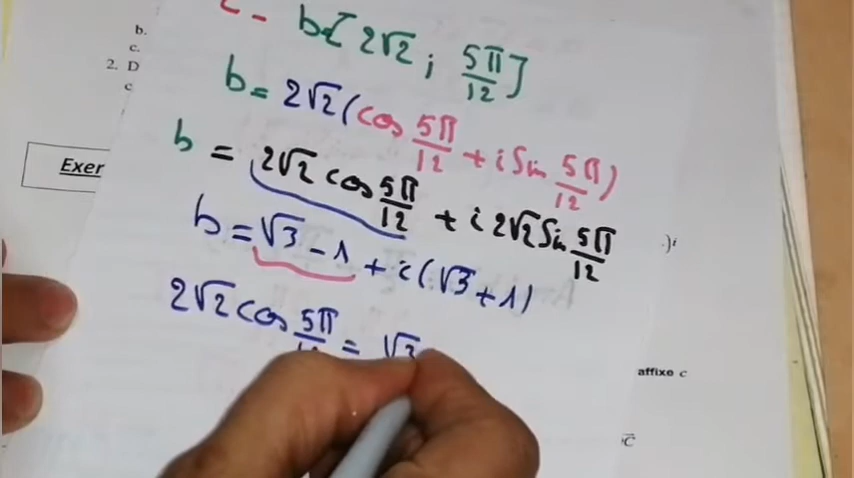 b.
c.
2. D
c
b[2√2 ; 5π/12]
b = 2√2(cos 5π/12 + i Sin 5π/12)
b = 2√2 cos 5π/12 + i 2√2 Sin 5π/12
Exer
b = √3 - 1 + i(√3 + 1)
2√2 cos 5π/12 = √3
affixe c